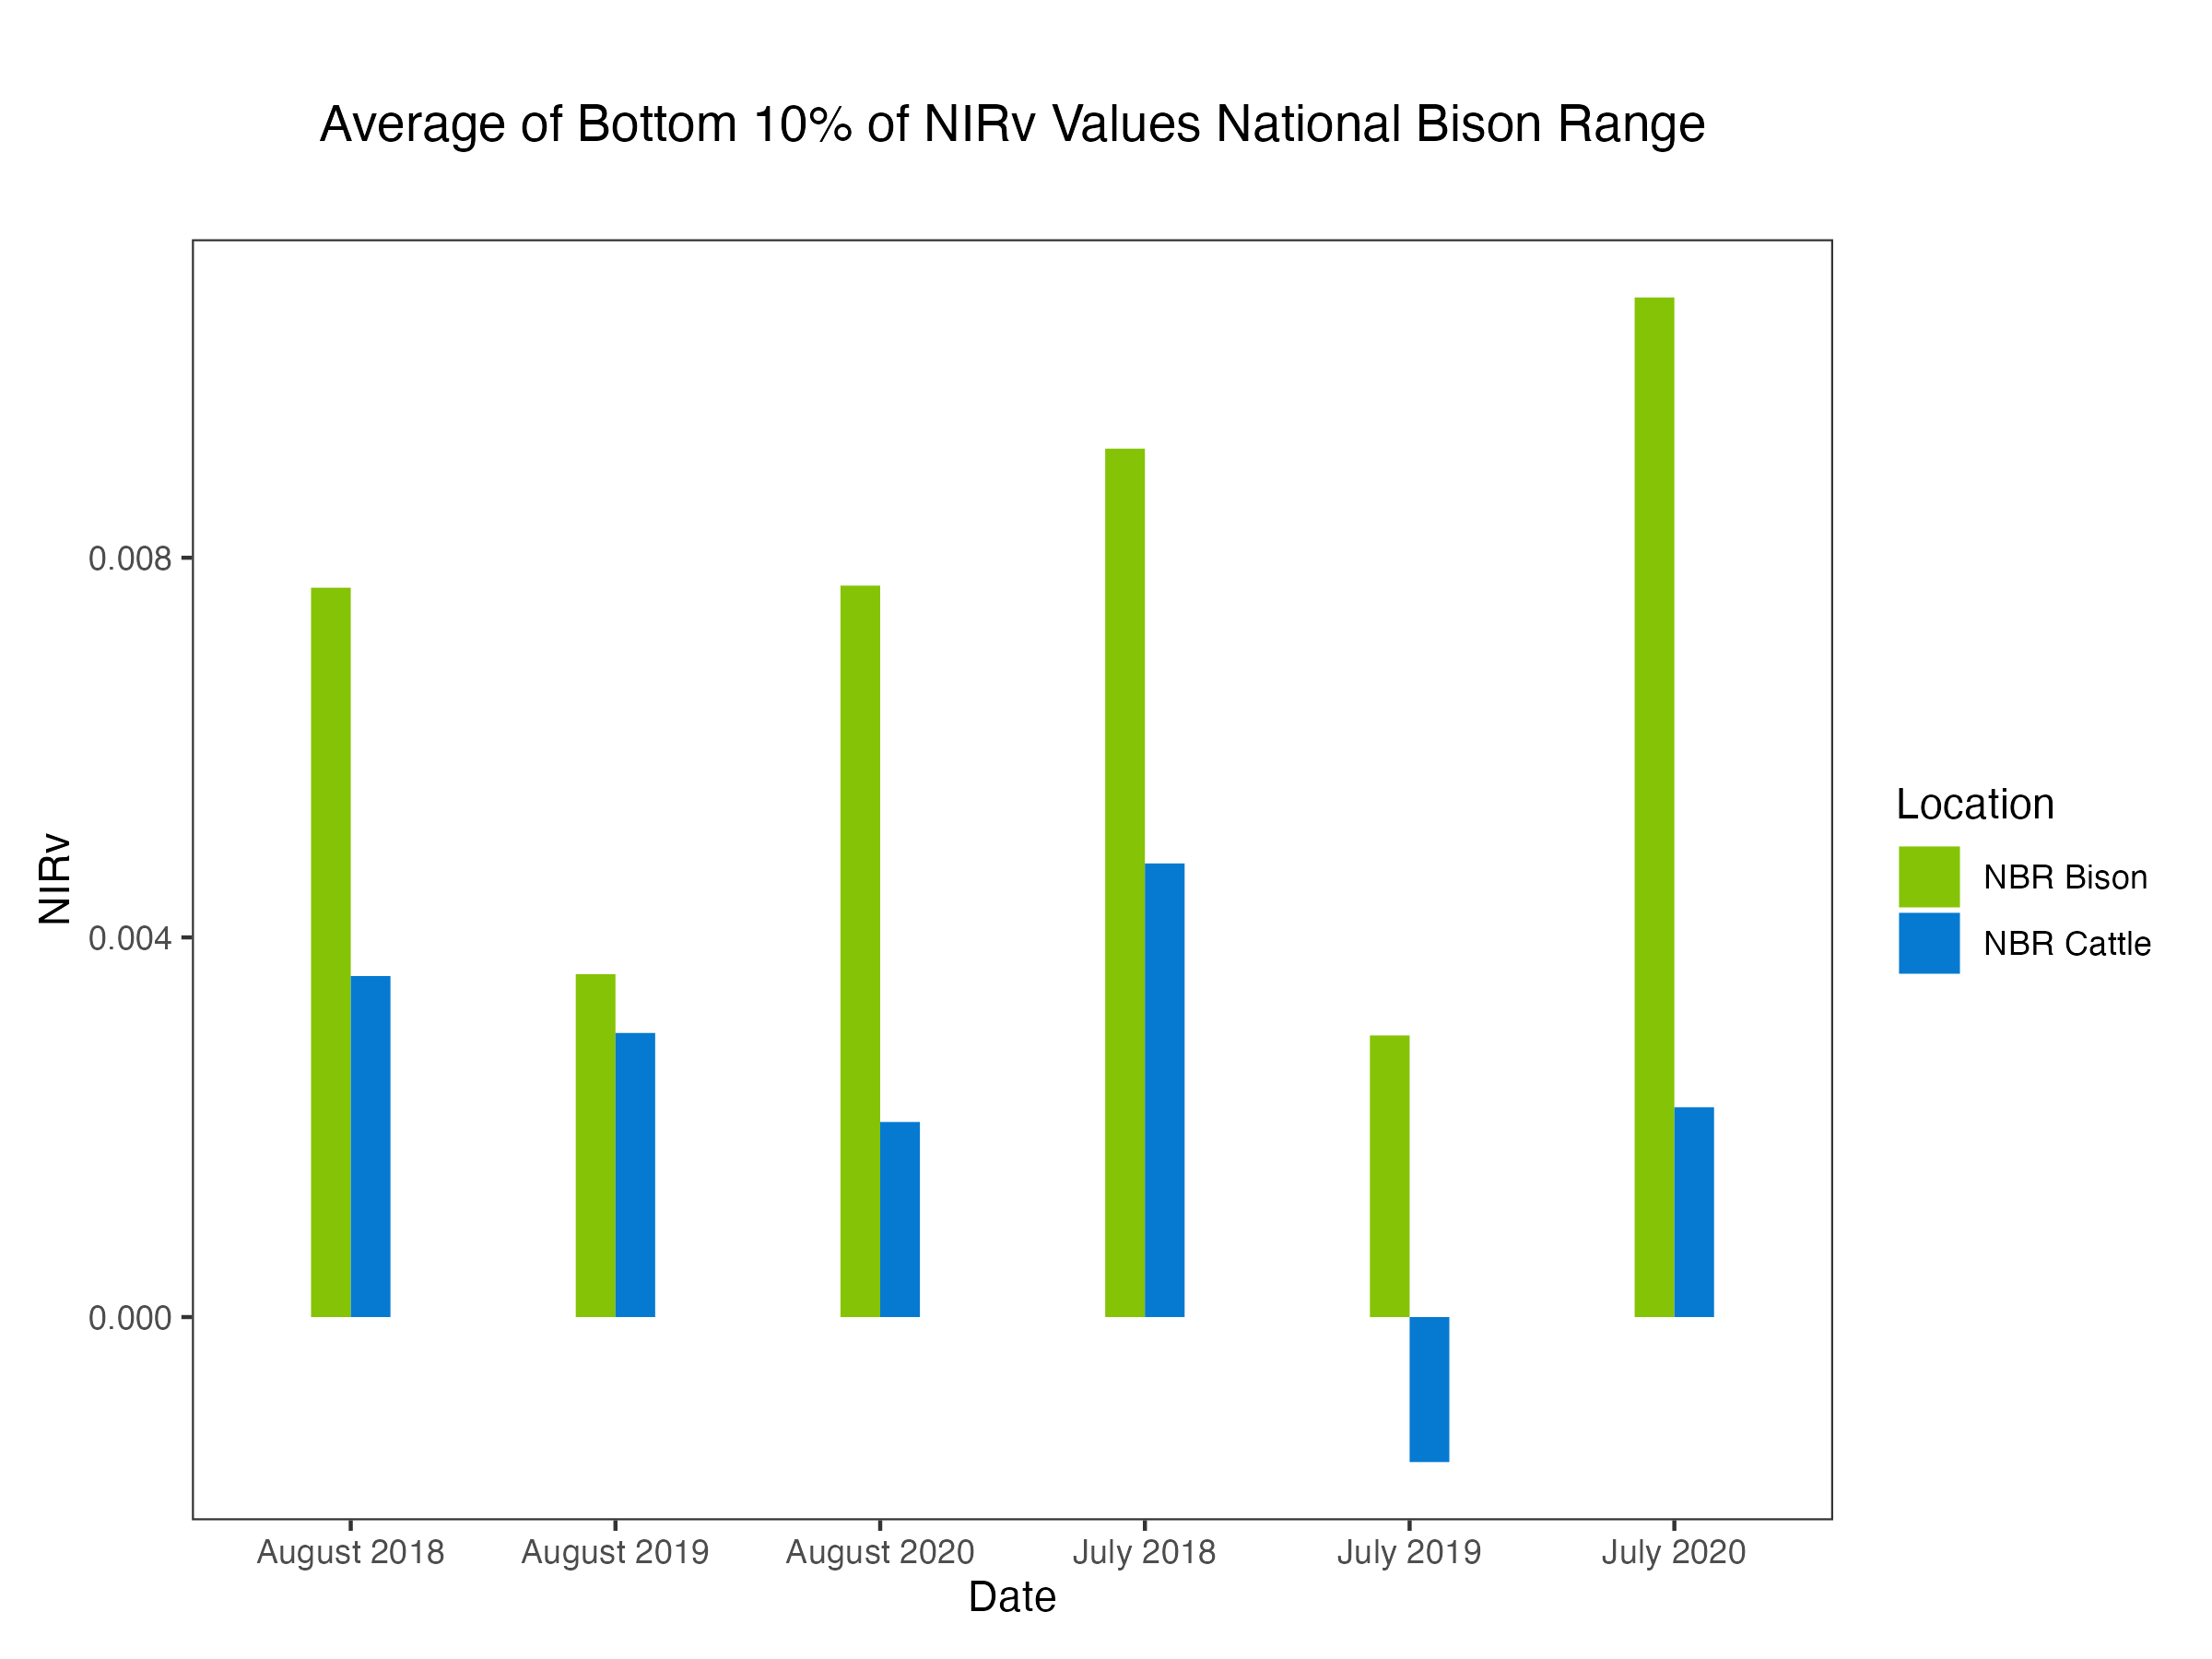 Average of Bottom 10% of NIRv Values National Bison Range
NIRv
0.008
0.004
0.000
August 2018
August 2019
August 2020
July 2018
July 2019
July 2020
Date
Location
NBR Bison
NBR Cattle